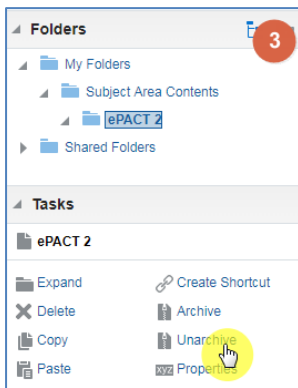 Folders
3
My Folders
Subject Area Contents
ePACT 2
Shared Folders
Tasks
ePACT 2
Expand Create Shortcut
Delete Archive
Copy Unarchive
Paste xyz Properties